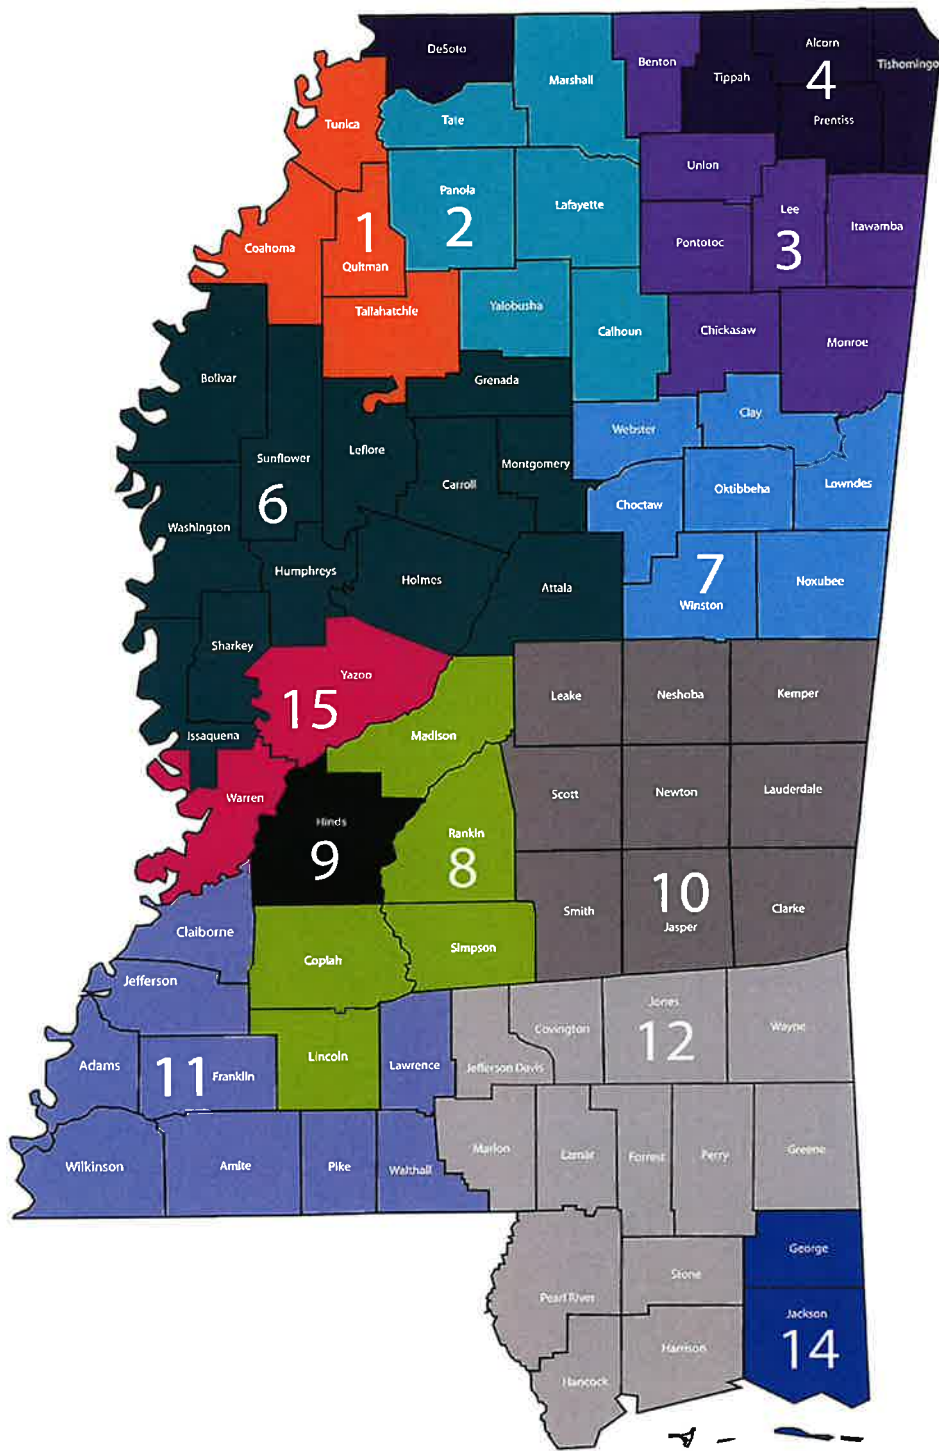 DeSoto
Marshall
Benton
Tippah
Alcorn
4
Tishomingo
Prentiss
Tunica
Tate
Union
Panola
2
Lafayette
Lee
3
Itawamba
Pontotoc
Coahoma
1
Quitman
Tallahatchie
Yalobusha
Calhoun
Chickasaw
Monroe
Bolivar
Grenada
Clay
Webster
Leflore
Sunflower
6
Carroll
Montgomery
Choctaw
Oktibbeha
Lowndes
Washington
Humphreys
Holmes
Attala
7
Winston
Noxubee
Sharkey
Yazoo
15
Issaquena
Madison
Leake
Neshoba
Kemper
Warren
Hinds
9
Rankin
8
Scott
Newton
Lauderdale
Smith
10
Jasper
Clarke
Claiborne
Copiah
Simpson
Jefferson
Adams
11
Franklin
Lincoln
Lawrence
Jefferson Davis
Covington
Jones
12
Wayne
Wilkinson
Amite
Pike
Walthall
Marion
Lamar
Forrest
Perry
Greene
George
Pearl River
Stone
Jackson
14
Hancock
Harrison